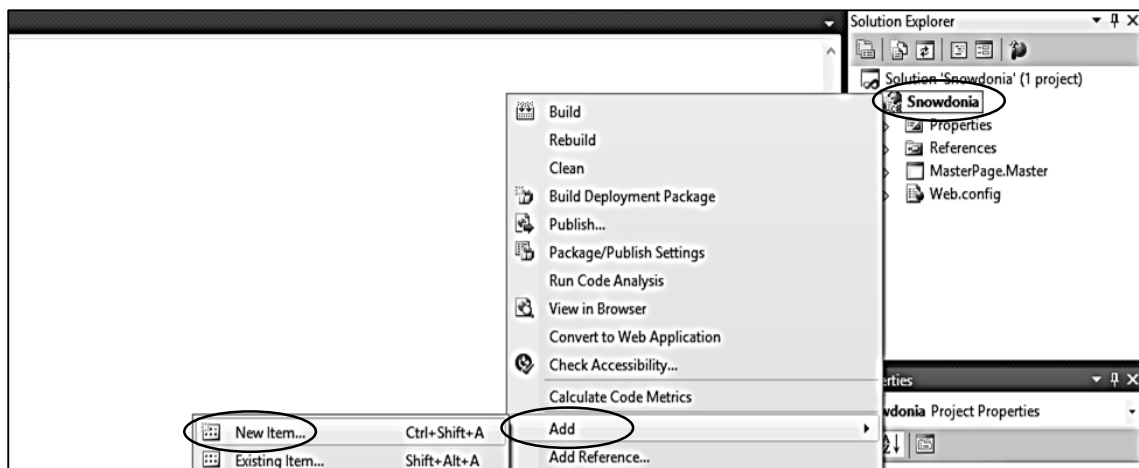 Solution Explorer
Solution 'Snowdonia' (1 project)
Snowdonia
Properties
References
MasterPage.Master
Web.config
Build
Rebuild
Clean
Build Deployment Package
Publish...
Package/Publish Settings
Run Code Analysis
View in Browser
Convert to Web Application
Check Accessibility...
Calculate Code Metrics
Add
Add Reference...
New Item... Ctrl+Shift+A
Existing Item... Shift+Alt+A
erties
wdonia Project Properties